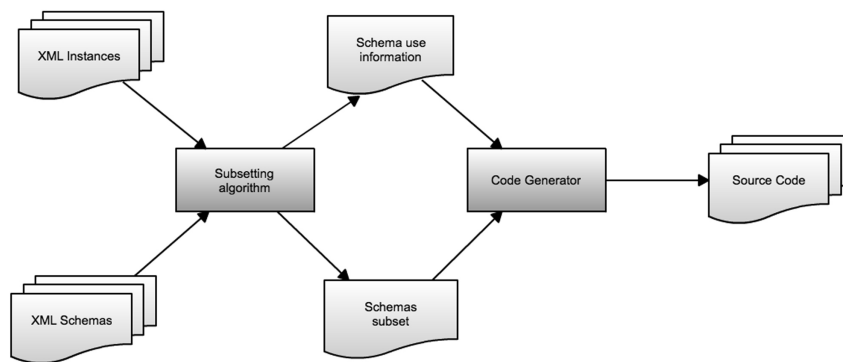 XML Instances
Schema use
information
Subsetting
algorithm
Code Generator
Source Code
XML Schemas
Schemas
subset